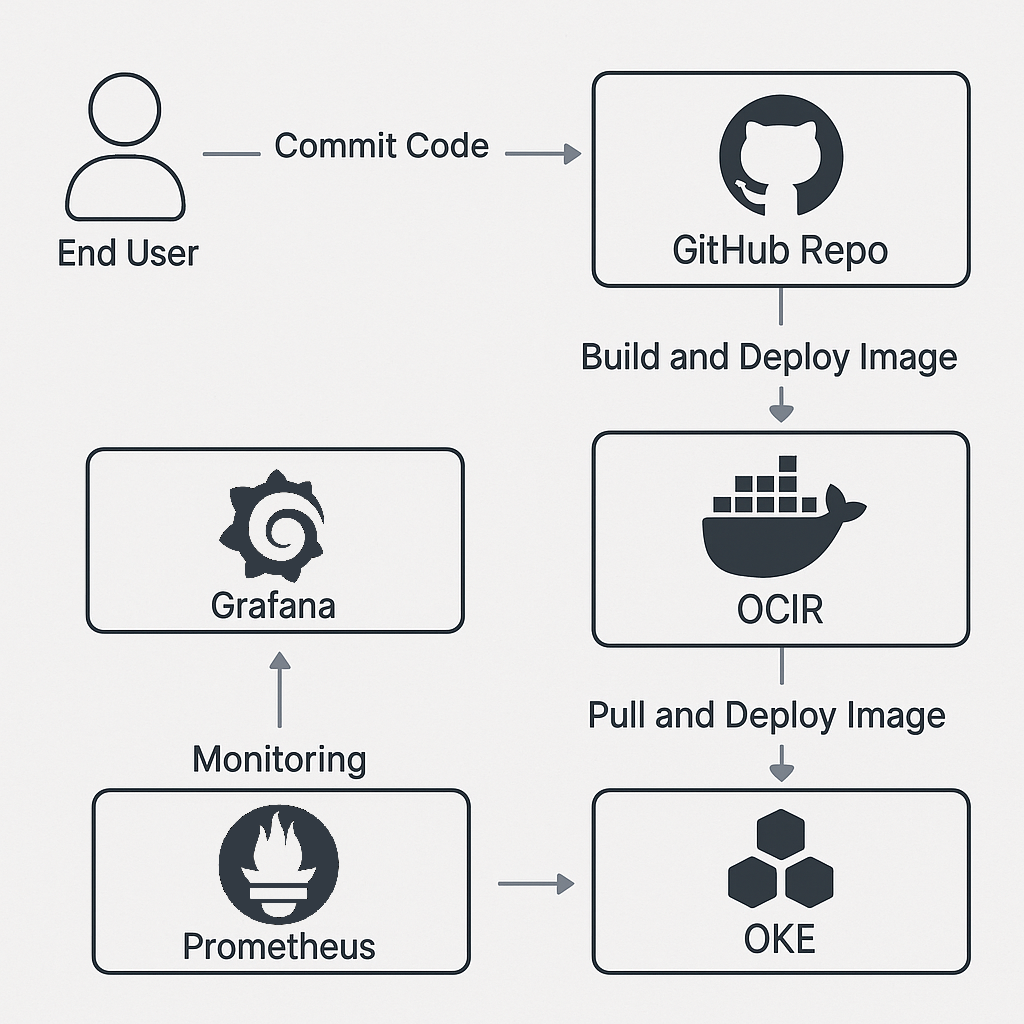 Commit Code
End User
GitHub Repo
Build and Deploy Image
Grafana
OCIR
Pull and Deploy Image
Monitoring
Prometheus
OKE